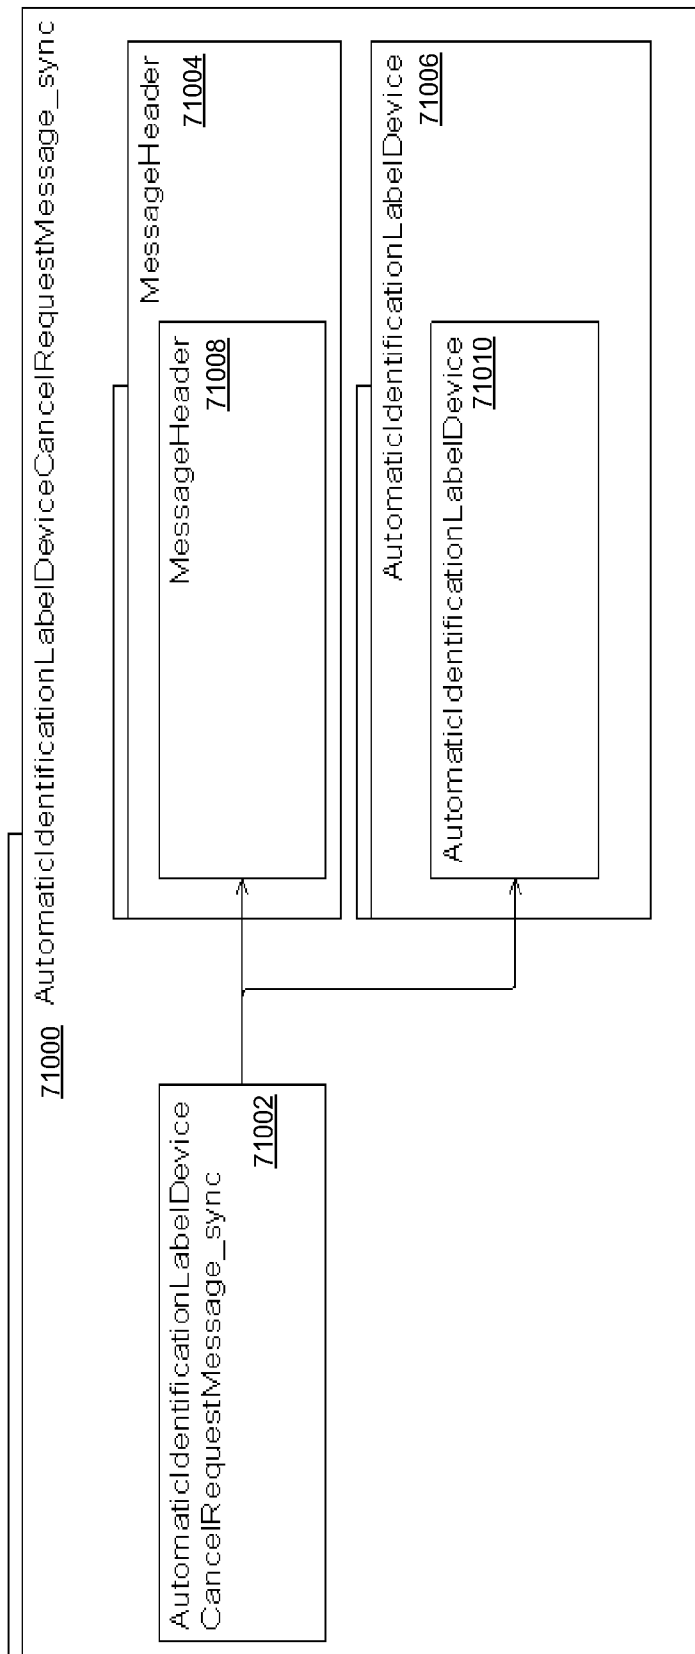 71000 AutomaticIdentificationLabelDeviceCancelRequestMessage_sync
AutomaticIdentificationLabelDevice
CancelRequestMessage_sync
71002
MessageHeader
71004
MessageHeader
71008
AutomaticIdentificationLabelDevice
71006
AutomaticIdentificationLabelDevice
71010